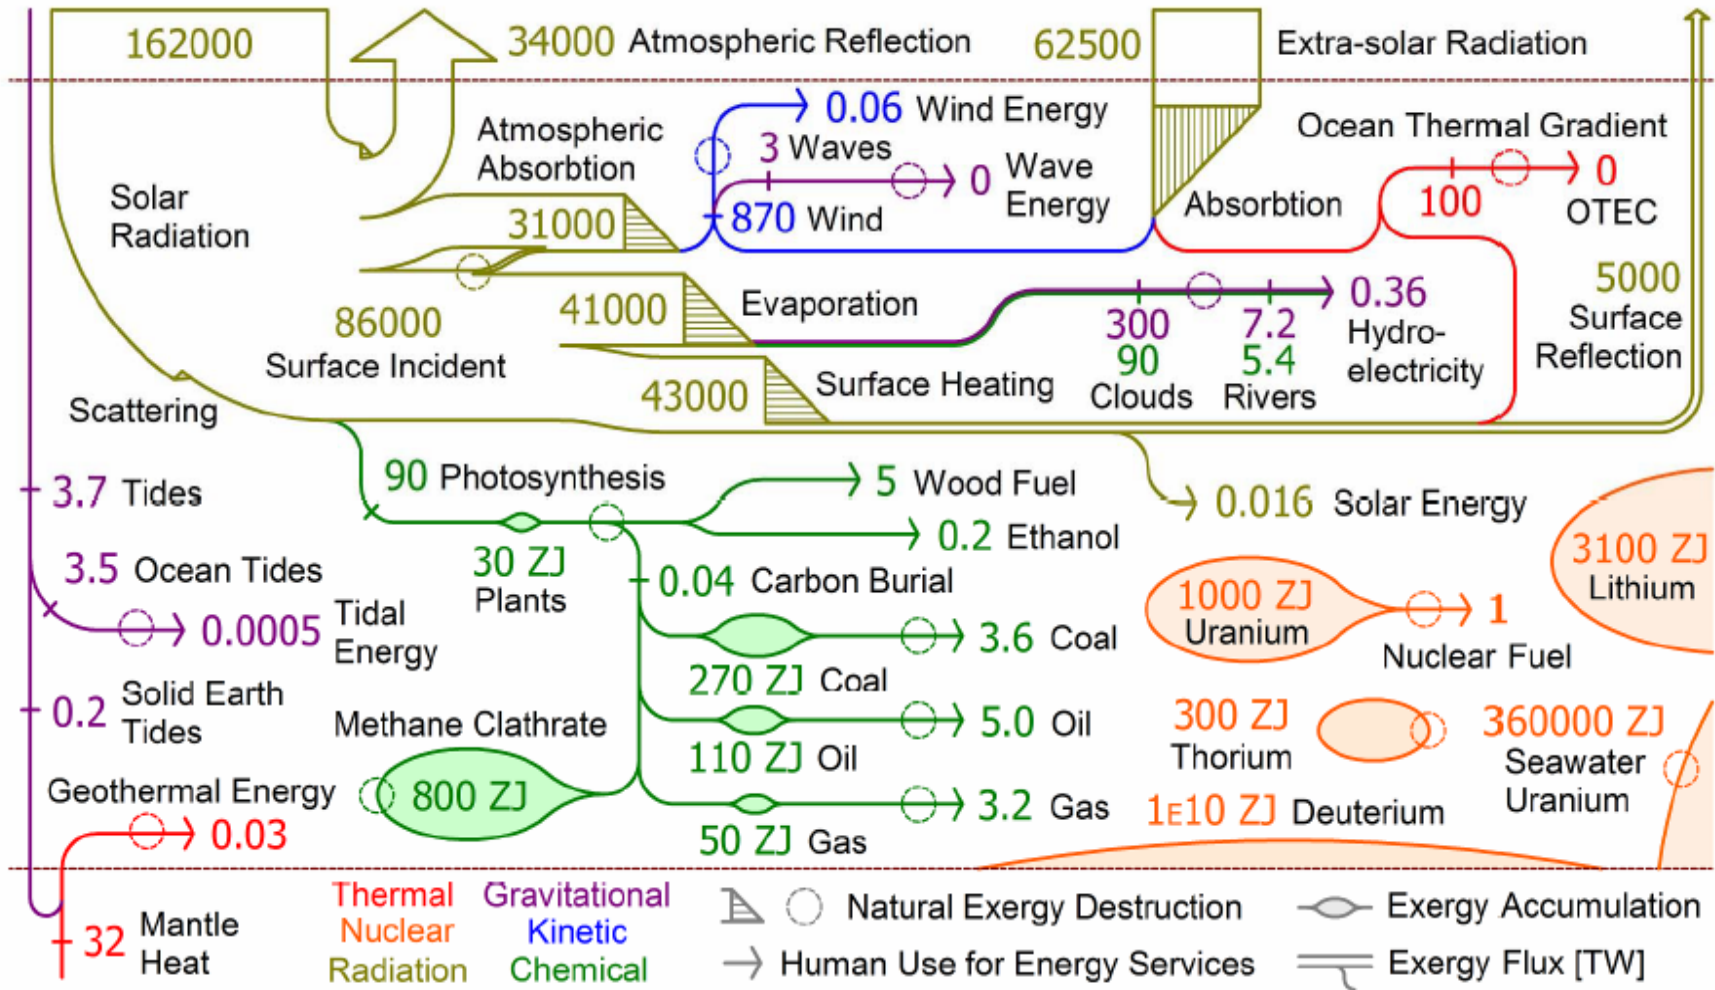 162000
34000 Atmospheric Reflection
62500 Extra-solar Radiation
Atmospheric
Absorbtion
31000
0.06 Wind Energy
3 Waves
0 Wave
Energy
870 Wind
Absorbtion
Ocean Thermal Gradient
100
0
OTEC
Solar
Radiation
86000
Surface Incident
41000
Evaporation
43000
Surface Heating
300
90
Clouds
7.2
5.4
Rivers
0.36
Hydro-
electricity
5000
Surface
Reflection
Scattering
3.7 Tides
3.5 Ocean Tides
0.0005 Tidal
Energy
0.2 Solid Earth
Tides
Geothermal Energy
0.03
32 Mantle
Heat
90 Photosynthesis
30 ZJ
Plants
5 Wood Fuel
0.2 Ethanol
0.04 Carbon Burial
3.6 Coal
270 ZJ Coal
5.0 Oil
110 ZJ Oil
3.2 Gas
50 ZJ Gas
Methane Clathrate
800 ZJ
0.016 Solar Energy
1000 ZJ
Uranium
1
Nuclear Fuel
3100 ZJ
Lithium
300 ZJ
Thorium
360000 ZJ
Seawater
Uranium
1E10 ZJ Deuterium
Thermal
Nuclear
Radiation
Gravitational
Kinetic
Chemical
Natural Exergy Destruction
Human Use for Energy Services
Exergy Accumulation
Exergy Flux [TW]